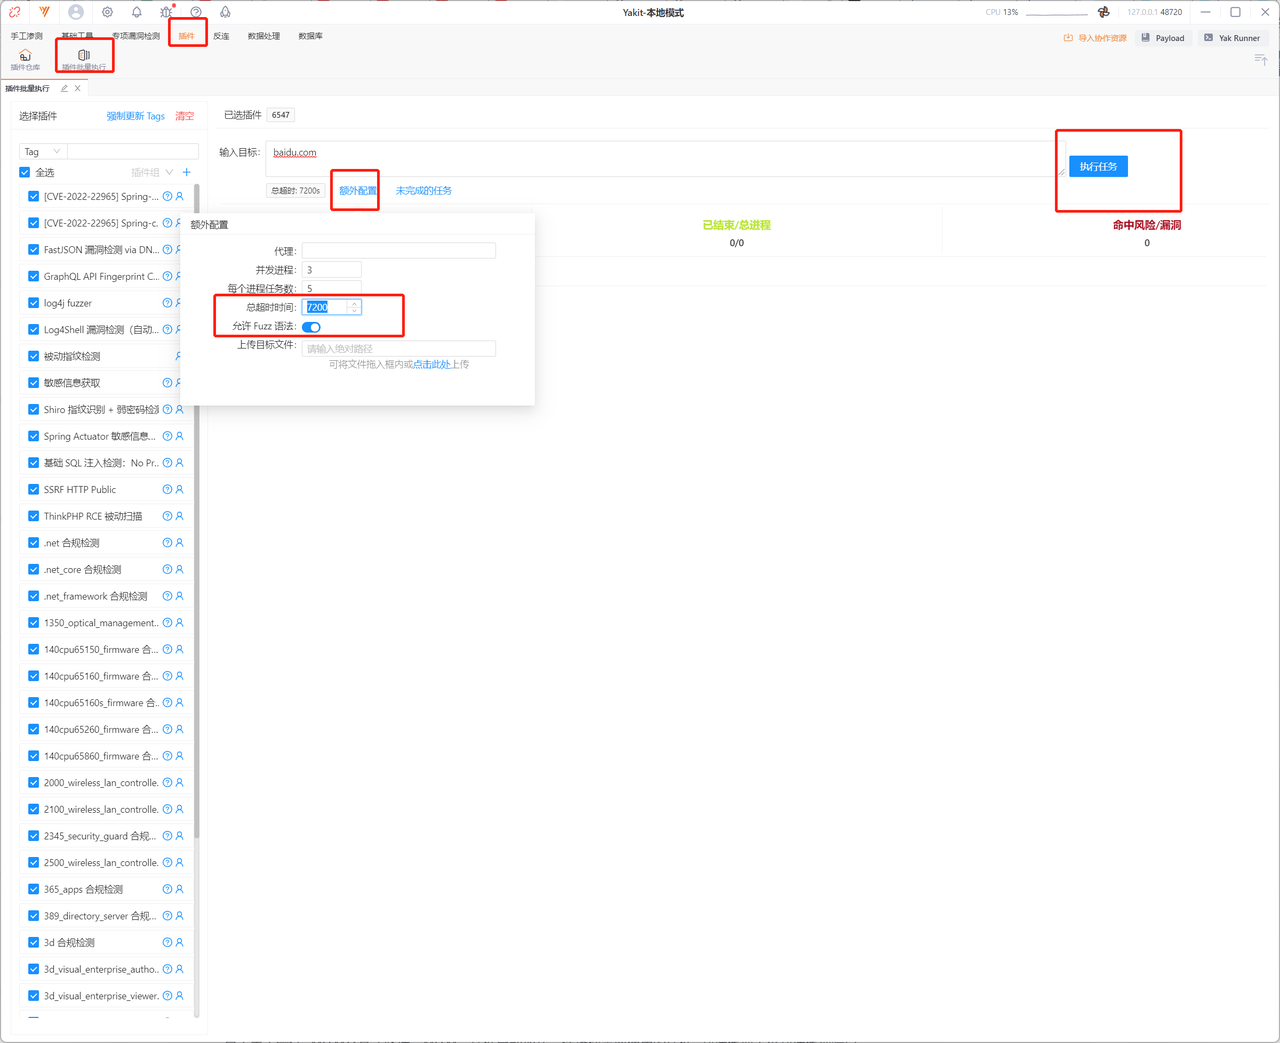 Yakit-本地模式
CPU 13%
127.0.0.1 48720
手工渗测
基础工具
专项漏洞检测
插件
反连
数据处理
数据库
导入协作资源
Payload
Yak Runner
插件仓库
插件批量执行
插件批量执行
选择插件
强制更新 Tags
清空
已选插件
6547
Tag
输入目标:
baidu.com
执行任务
全选
插件组
总超时: 7200s
额外配置
未完成的任务
[CVE-2022-22965] Spring-...
[CVE-2022-22965] Spring-c.
FastJSON 漏洞检测 via DN...
GraphQL API Fingerprint C...
log4j fuzzer
Log4Shell 漏洞检测（自动...
被动指纹检测
敏感信息获取
Shiro 指纹识别 + 弱密码检测
Spring Actuator 敏感信息...
基础 SQL 注入检测：No Pr..
SSRF HTTP Public
ThinkPHP RCE 被动扫描
.net 合规检测
.net_core 合规检测
.net_framework 合规检测
1350_optical_management..
140cpu65150_firmware 合...
140cpu65160_firmware 合...
140cpu65160s_firmware 合..
140cpu65260_firmware 合...
140cpu65860_firmware 合...
2000_wireless_lan_controlle.
2100_wireless_lan_controlle.
2345_security_guard 合规...
2500_wireless_lan_controlle.
365_apps 合规检测
389_directory_server 合规...
3d 合规检测
3d_visual_enterprise_autho..
3d_visual_enterprise_viewer.
额外配置
代理:
并发进程: 3
每个进程任务数: 5
总超时时间: 7200
允许 Fuzz 语法:
上传目标文件: 请输入绝对路径
可将文件拖入框内或点击此处上传
已结束/总进程
0/0
命中风险/漏洞
0